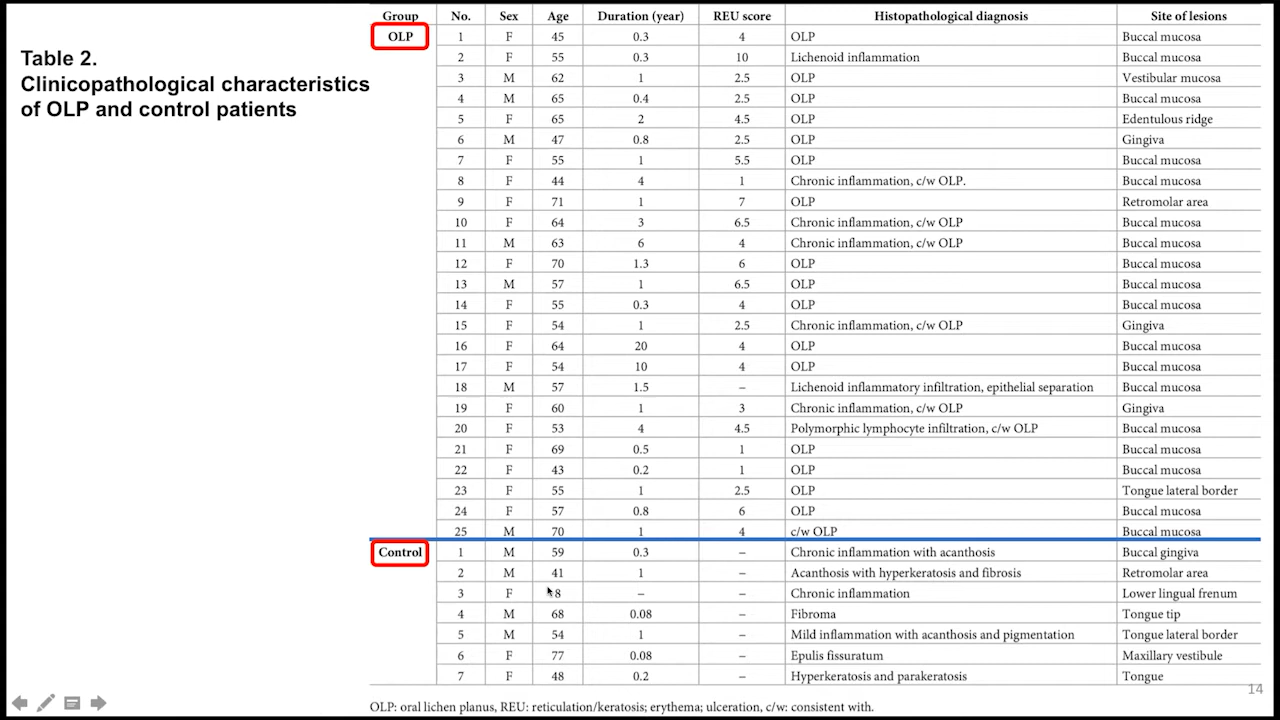 Table 2.
Clinicopathological characteristics
of OLP and control patients
Group No. Sex Age Duration (year) REU score Histopathological diagnosis Site of lesions
OLP 1 F 45 0.3 4 OLP Buccal mucosa
2 F 55 0.3 10 Lichenoid inflammation Buccal mucosa
3 M 62 1 2.5 OLP Vestibular mucosa
4 M 65 0.4 2.5 OLP Buccal mucosa
5 F 65 2 4.5 OLP Edentulous ridge
6 M 47 0.8 2.5 OLP Gingiva
7 F 55 1 5.5 OLP Buccal mucosa
8 F 44 4 1 Chronic inflammation, c/w OLP. Buccal mucosa
9 F 71 1 7 OLP Retromolar area
10 F 64 3 6.5 Chronic inflammation, c/w OLP Buccal mucosa
11 M 63 6 4 Chronic inflammation, c/w OLP Buccal mucosa
12 F 70 1.3 6 OLP Buccal mucosa
13 M 57 1 6.5 OLP Buccal mucosa
14 F 55 0.3 4 OLP Buccal mucosa
15 F 54 1 2.5 Chronic inflammation, c/w OLP Gingiva
16 F 64 20 4 OLP Buccal mucosa
17 F 54 10 4 OLP Buccal mucosa
18 M 57 1.5 – Lichenoid inflammatory infiltration, epithelial separation Buccal mucosa
19 F 60 1 3 Chronic inflammation, c/w OLP Gingiva
20 F 53 4 4.5 Polymorphic lymphocyte infiltration, c/w OLP Buccal mucosa
21 F 69 0.5 1 OLP Buccal mucosa
22 F 43 0.2 1 OLP Buccal mucosa
23 F 55 1 2.5 OLP Tongue lateral border
24 F 57 0.8 6 OLP Buccal mucosa
25 M 70 1 4 c/w OLP Buccal mucosa
Control 1 M 59 0.3 – Chronic inflammation with acanthosis Buccal gingiva
2 M 41 1 – Acanthosis with hyperkeratosis and fibrosis Retromolar area
3 F – – Chronic inflammation Lower lingual frenum
4 M 68 0.08 – Fibroma Tongue tip
5 M 54 1 – Mild inflammation with acanthosis and pigmentation Tongue lateral border
6 F 77 0.08 – Epulis fissuratum Maxillary vestibule
7 F 48 0.2 – Hyperkeratosis and parakeratosis Tongue
OLP: oral lichen planus, REU: reticulation/keratosis; erythema; ulceration, c/w: consistent with.
14